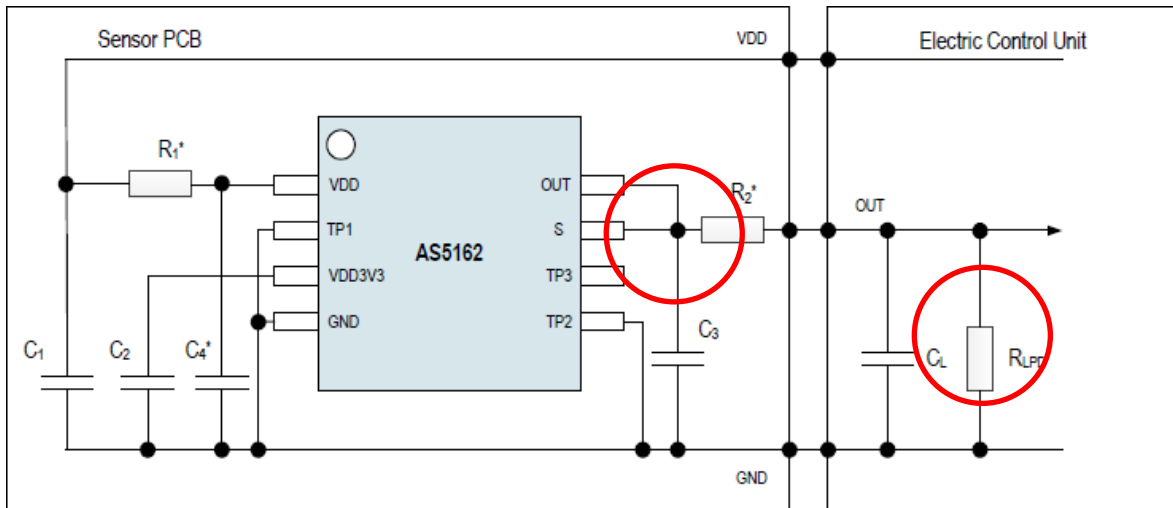 Sensor PCB
VDD
Electric Control Unit
R1*
R2*
VDD
OUT
OUT
TP1
S
AS5162
VDD3V3
TP3
GND
TP2
C1
C2
C4*
C3
CL
RLPD
GND